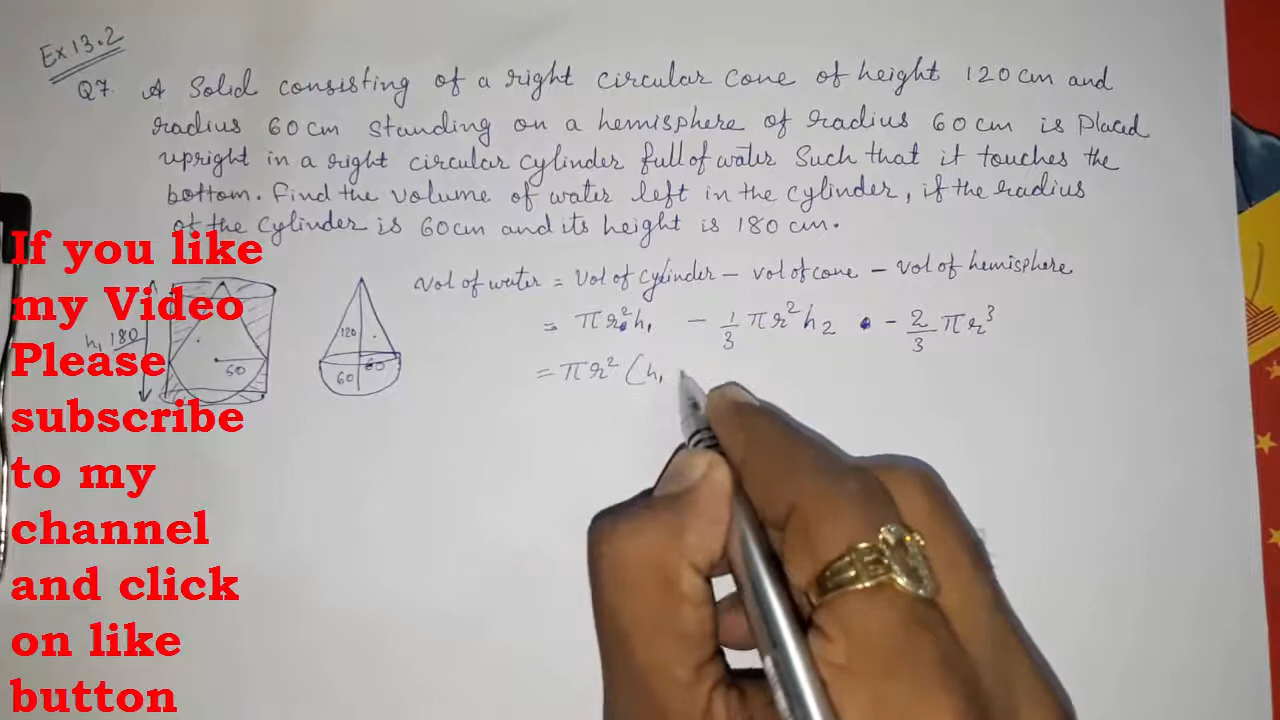 Ex 13.2
Q7. A Solid consisting of a right circular cone of height 120 cm and
radius 60 cm standing on a hemisphere of radius 60 cm is Placed
upright in a right circular cylinder full of water Such that it touches the
bottom. Find the volume of water left in the cylinder, if the radius
of the cylinder is 60 cm and its height is 180 cm.
If you like
my Video
Please
subscribe
to my
channel
and click
on like
button
h₁ 180
60
120
60
60
Vol of water = Vol of cylinder - vol of cone - vol of hemisphere
= πr²h₁ - 1/3 πr²h₂ - 2/3 πr³
= πr² (h₁